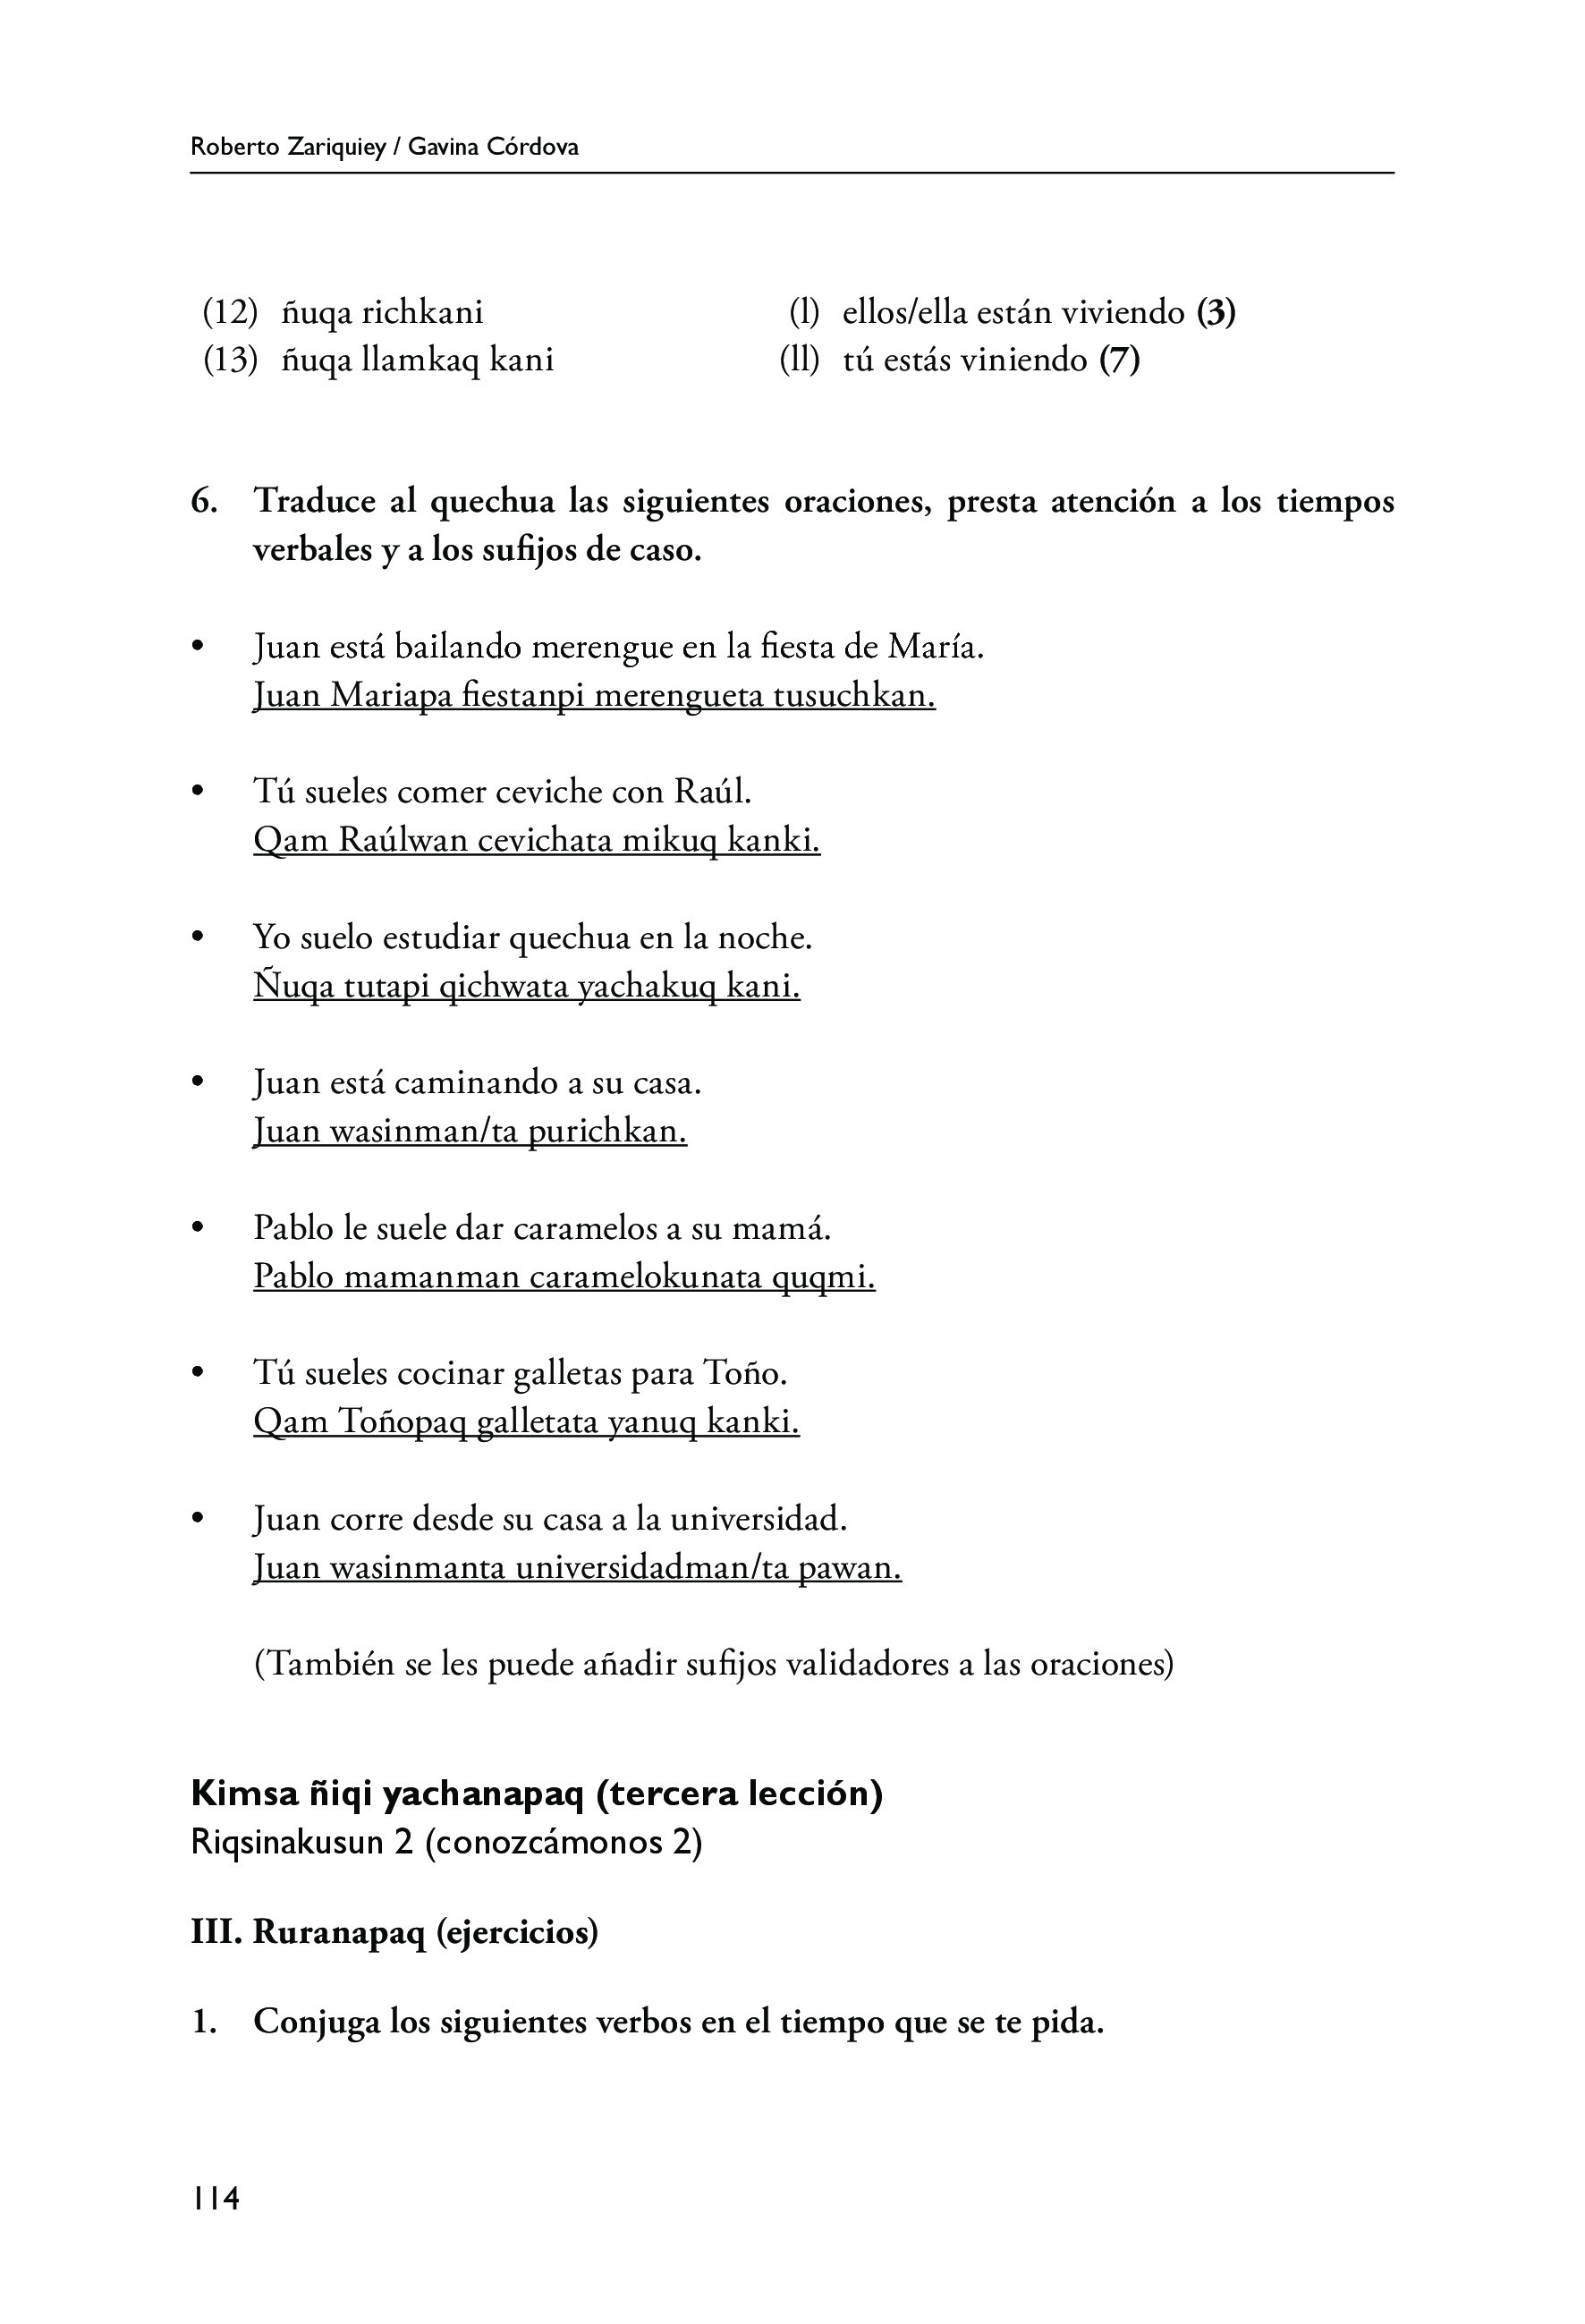 Roberto Zariquiey / Gavina Córdova
(12) ñuqa richkani (l) ellos/ella están viviendo (3)
(13) ñuqa llamkaq kani (ll) tú estás viniendo (7)
6. Traduce al quechua las siguientes oraciones, presta atención a los tiempos
verbales y a los sufijos de caso.
• Juan está bailando merengue en la fiesta de María.
Juan Mariapa fiestanpi merengueta tusuchkan.
• Tú sueles comer ceviche con Raúl.
Qam Raúlwan cevichata mikuq kanki.
• Yo suelo estudiar quechua en la noche.
Ñuqa tutapi qichwata yachakuq kani.
• Juan está caminando a su casa.
Juan wasinman/ta purichkan.
• Pablo le suele dar caramelos a su mamá.
Pablo mamanman caramelokunata quqmi.
• Tú sueles cocinar galletas para Toño.
Qam Toñopaq galletata yanuq kanki.
• Juan corre desde su casa a la universidad.
Juan wasinmanta universidadman/ta pawan.
(También se les puede añadir sufijos validadores a las oraciones)
Kimsa ñiqi yachanapaq (tercera lección)
Riqsinakusun 2 (conozcámonos 2)
III. Ruranapaq (ejercicios)
1. Conjuga los siguientes verbos en el tiempo que se te pida.
114